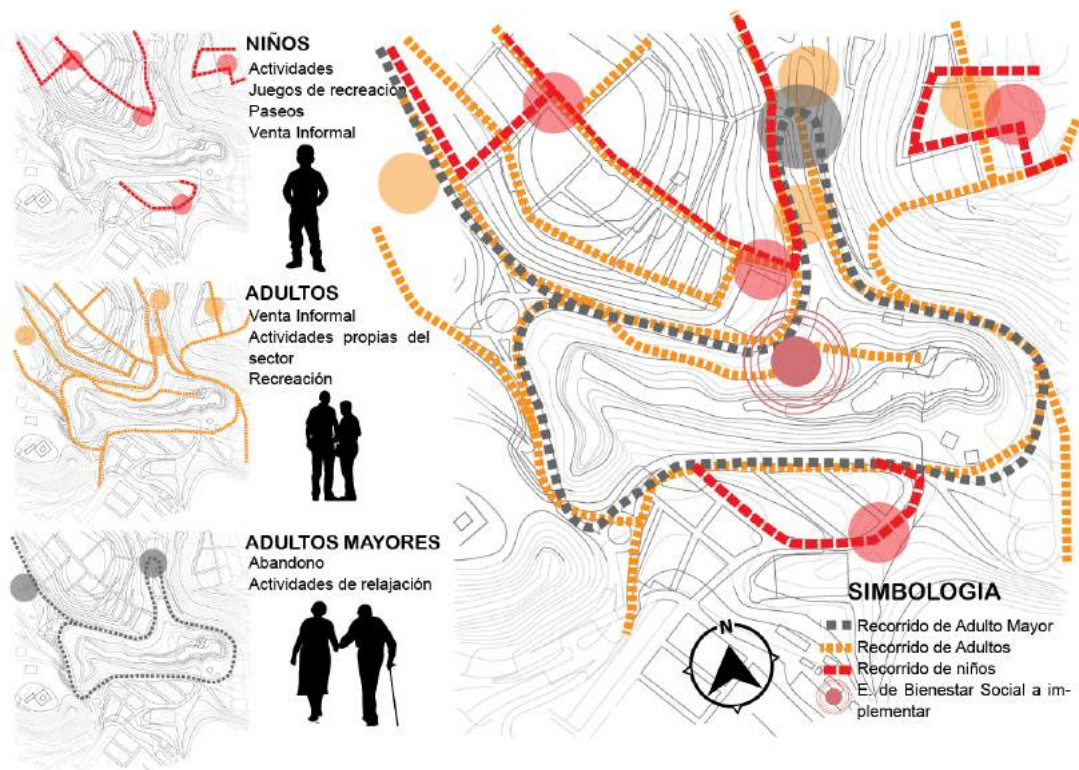 NIÑOS
Actividades
Juegos de recreación
Paseos
Venta Informal
ADULTOS
Venta Informal
Actividades propias del
sector
Recreación
ADULTOS MAYORES
Abandono
Actividades de relajación
N
SIMBOLOGIA
Recorrido de Adulto Mayor
Recorrido de Adultos
Recorrido de niños
E. de Bienestar Social a im-
plementar